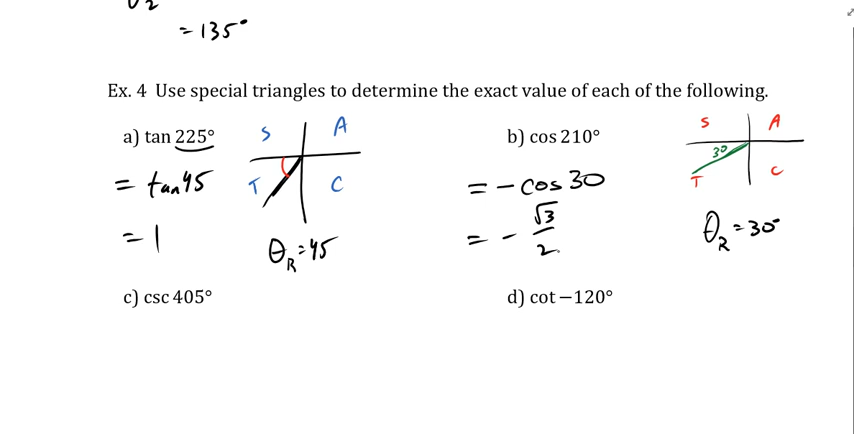 = 135°
Ex. 4 Use special triangles to determine the exact value of each of the following.
a) tan 225°
S A
T C
= tan 45
= 1
θR = 45
b) cos 210°
S A
30
T C
= - cos 30
= - √3/2
θR = 30°
c) csc 405°
d) cot −120°